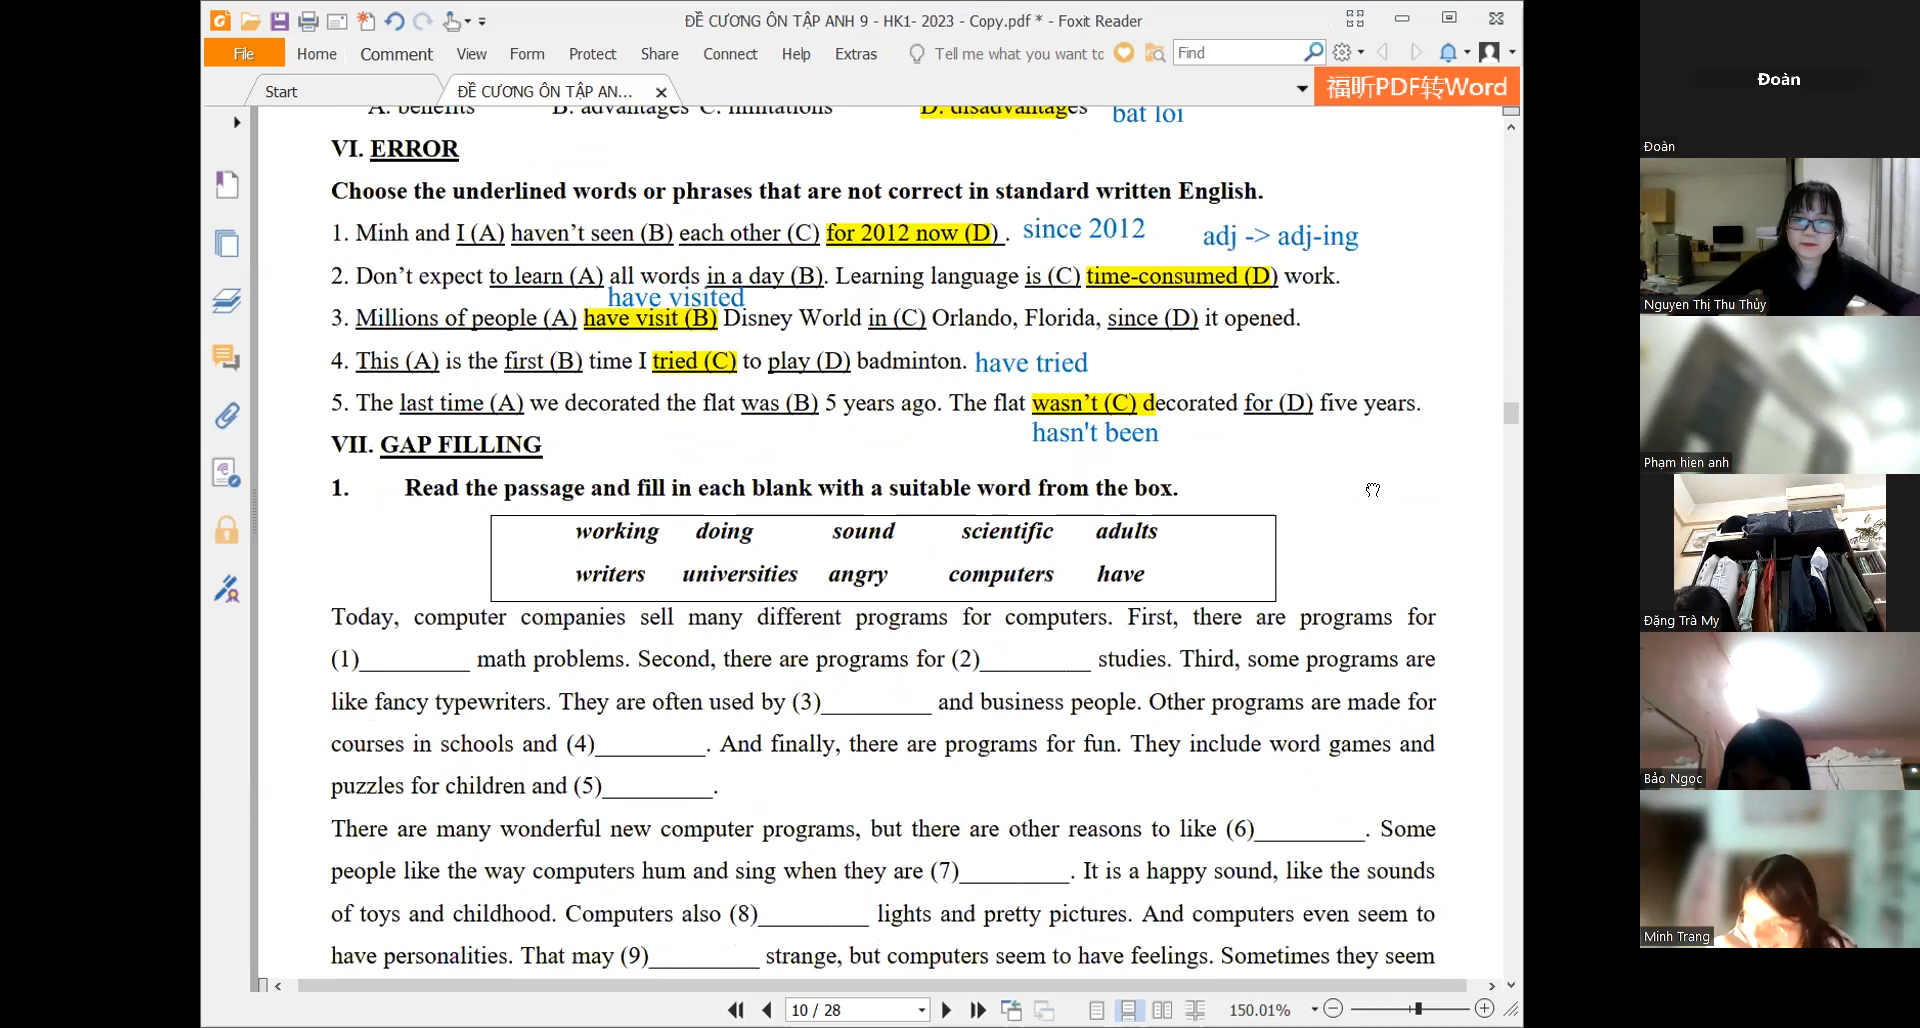 ĐỀ CƯƠNG ÔN TẬP ANH 9 - HK1- 2023 - Copy.pdf * - Foxit Reader
File Home Comment View Form Protect Share Connect Help Extras Tell me what you want to Find
Start ĐỀ CƯƠNG ÔN TẬP AN... 福昕PDF转Word
A. benefits B. advantages C. limitations D. disadvantages bat loi
VI. ERROR
Choose the underlined words or phrases that are not correct in standard written English.
1. Minh and I (A) haven't seen (B) each other (C) for 2012 now (D) . since 2012 adj -> adj-ing
2. Don't expect to learn (A) all words in a day (B). Learning language is (C) time-consumed (D) work.
have visited
3. Millions of people (A) have visit (B) Disney World in (C) Orlando, Florida, since (D) it opened.
4. This (A) is the first (B) time I tried (C) to play (D) badminton. have tried
5. The last time (A) we decorated the flat was (B) 5 years ago. The flat wasn't (C) decorated for (D) five years.
hasn't been
VII. GAP FILLING
1. Read the passage and fill in each blank with a suitable word from the box.
working doing sound scientific adults
writers universities angry computers have
Today, computer companies sell many different programs for computers. First, there are programs for
(1)_________ math problems. Second, there are programs for (2)_________ studies. Third, some programs are
like fancy typewriters. They are often used by (3)_________ and business people. Other programs are made for
courses in schools and (4)_________. And finally, there are programs for fun. They include word games and
puzzles for children and (5)_________.
There are many wonderful new computer programs, but there are other reasons to like (6)_________. Some
people like the way computers hum and sing when they are (7)_________. It is a happy sound, like the sounds
of toys and childhood. Computers also (8)_________ lights and pretty pictures. And computers even seem to
have personalities. That may (9)_________ strange, but computers seem to have feelings. Sometimes they seem
10 / 28 150.01%
Đoàn
Đoàn
Nguyen Thị Thu Thủy
Phạm hien anh
Đặng Trà My
Bảo Ngọc
Minh Trang